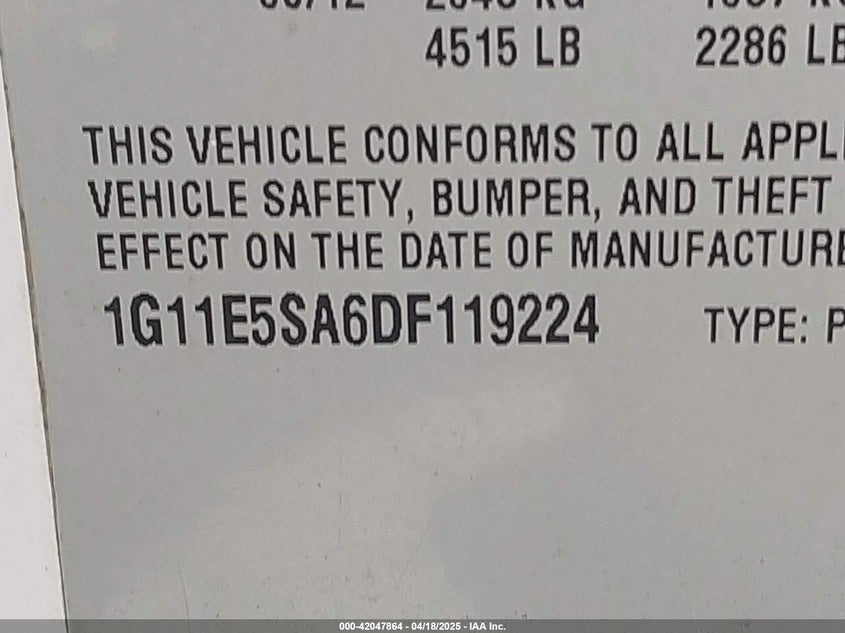 4515 LB 2286 LB
THIS VEHICLE CONFORMS TO ALL
VEHICLE SAFETY, BUMPER, AND THEFT
EFFECT ON THE DATE OF MANUFACTURE
1G11E5SA6DF119224 TYPE: P
000-42047864 - 04/18/2025 - IAA Inc.